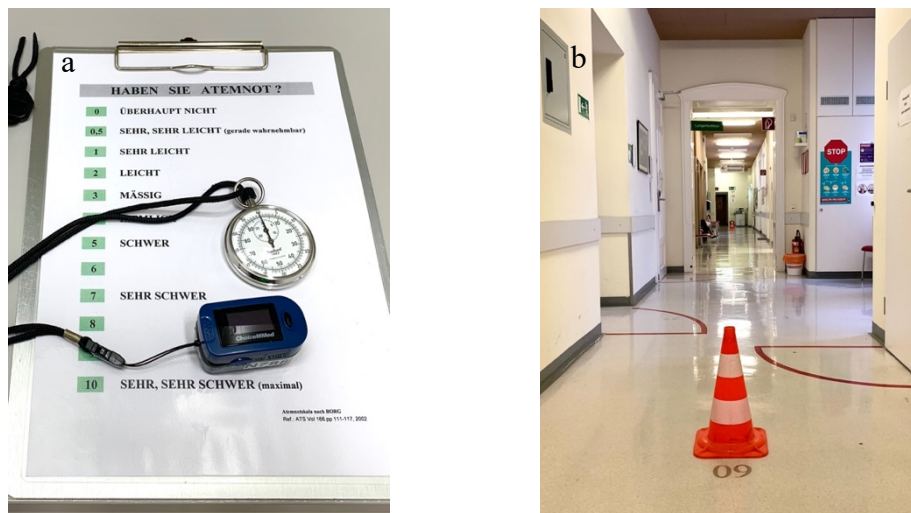 a
HABEN SIE ATEMNOT ?
0 ÜBERHAUPT NICHT
0,5 SEHR, SEHR LEICHT (gerade wahrnehmbar)
1 SEHR LEICHT
2 LEICHT
3 MÄSSIG
5 SCHWER
6
7 SEHR SCHWER
8
10 SEHR, SEHR SCHWER (maximal)
Atemnotskala nach BORG
Ref.: ATS Vol 166 pp 111-117, 2002
ChoiceMMed
b
STOP
60